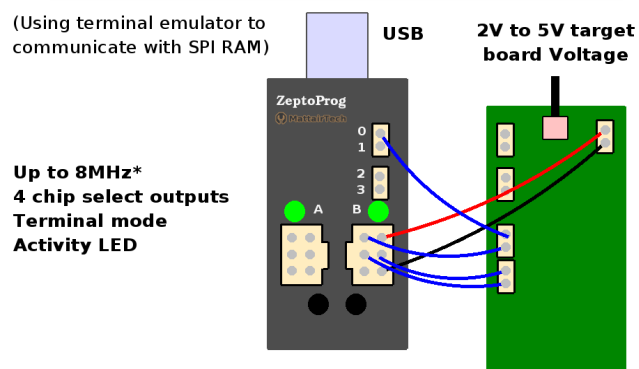 (Using terminal emulator to
communicate with SPI RAM)
USB
2V to 5V target
board Voltage
ZeptoProg
MattairTech
0
1
2
3
A
B
Up to 8MHz*
4 chip select outputs
Terminal mode
Activity LED